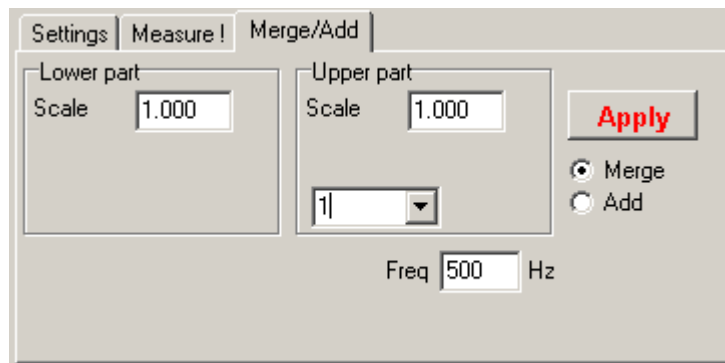 Settings Measure ! Merge/Add
Lower part
Scale 1.000
Upper part
Scale 1.000
1
Apply
Merge
Add
Freq 500 Hz